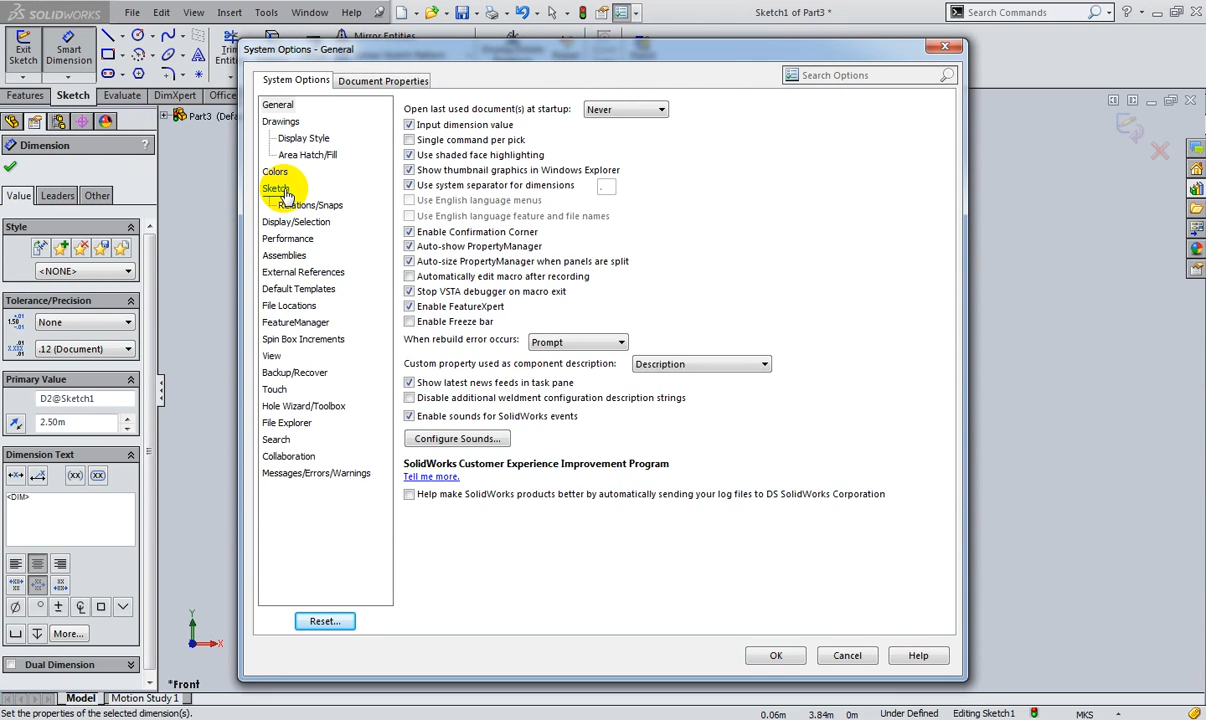 SOLIDWORKS File Edit View Insert Tools Window Help Sketch1 of Part3 * Search Commands
Exit Sketch Smart Dimension Mirror Entities
Features Sketch Evaluate DimXpert Office
Dimension ?
Value Leaders Other
Style
<NONE>
Tolerance/Precision
None
.12 (Document)
Primary Value
D2@Sketch1
2.50m
Dimension Text
(xx) (xx)
<DIM>
More...
Dual Dimension
Part3 (Defa
System Options - General
System Options Document Properties Search Options
General
Drawings
Display Style
Area Hatch/Fill
Colors
Sketch
Relations/Snaps
Display/Selection
Performance
Assemblies
External References
Default Templates
File Locations
FeatureManager
Spin Box Increments
View
Backup/Recover
Touch
Hole Wizard/Toolbox
File Explorer
Search
Collaboration
Messages/Errors/Warnings
Reset...
Open last used document(s) at startup: Never
Input dimension value
Single command per pick
Use shaded face highlighting
Show thumbnail graphics in Windows Explorer
Use system separator for dimensions .
Use English language menus
Use English language feature and file names
Enable Confirmation Corner
Auto-show PropertyManager
Auto-size PropertyManager when panels are split
Automatically edit macro after recording
Stop VSTA debugger on macro exit
Enable FeatureXpert
Enable Freeze bar
When rebuild error occurs: Prompt
Custom property used as component description: Description
Show latest news feeds in task pane
Disable additional weldment configuration description strings
Enable sounds for SolidWorks events
Configure Sounds...
SolidWorks Customer Experience Improvement Program
Tell me more.
Help make SolidWorks products better by automatically sending your log files to DS SolidWorks Corporation
OK Cancel Help
Y
X
*Front
Model Motion Study 1
Set the properties of the selected dimension(s). 0.06m 3.84m 0m Under Defined Editing Sketch1 MKS